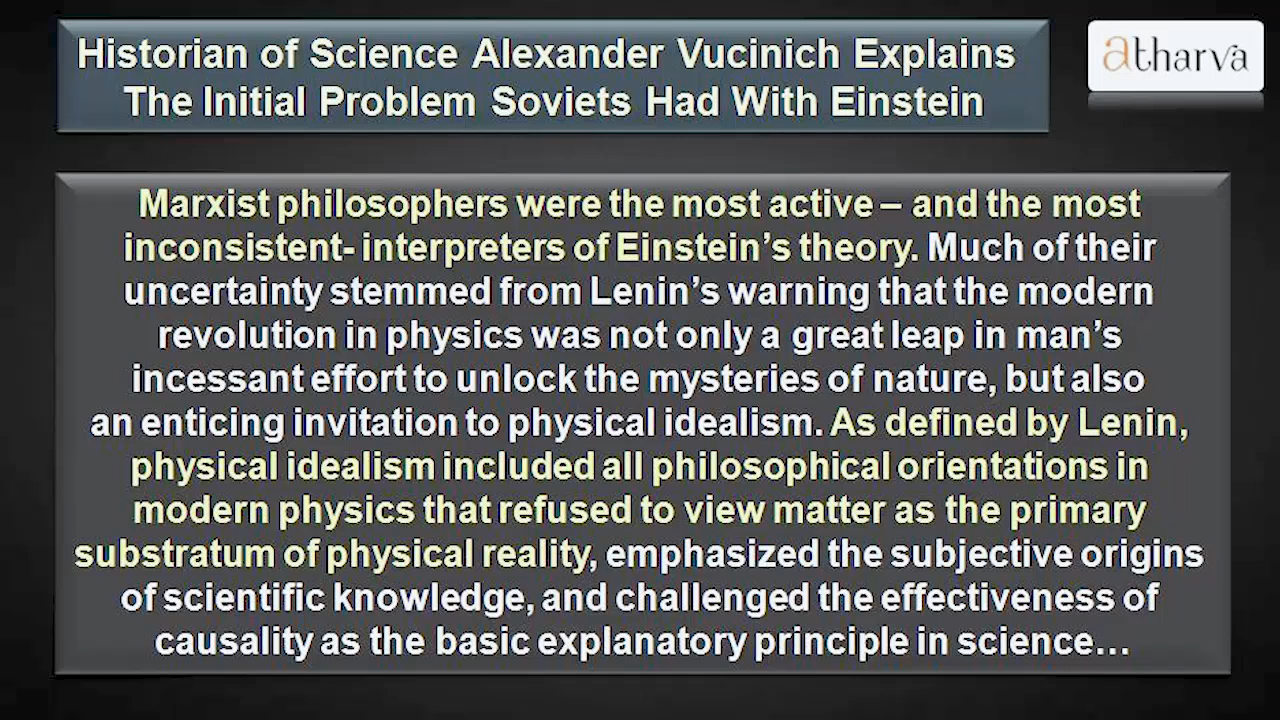 Historian of Science Alexander Vucinich Explains
The Initial Problem Soviets Had With Einstein
atharva
Marxist philosophers were the most active – and the most
inconsistent- interpreters of Einstein’s theory. Much of their
uncertainty stemmed from Lenin’s warning that the modern
revolution in physics was not only a great leap in man’s
incessant effort to unlock the mysteries of nature, but also
an enticing invitation to physical idealism. As defined by Lenin,
physical idealism included all philosophical orientations in
modern physics that refused to view matter as the primary
substratum of physical reality, emphasized the subjective origins
of scientific knowledge, and challenged the effectiveness of
causality as the basic explanatory principle in science…